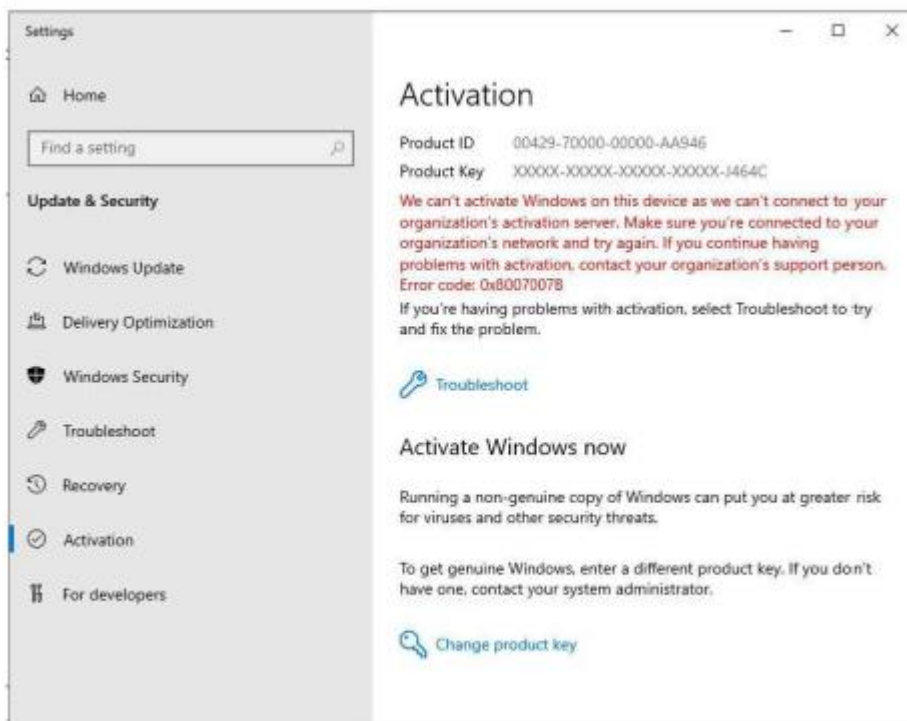 Settings
Home
Find a setting
Update & Security
Windows Update
Delivery Optimization
Windows Security
Troubleshoot
Recovery
Activation
For developers
Activation
Product ID 00429-70000-00000-AA946
Product Key XXXXX-XXXXX-XXXXX-XXXXX-J464C
We can't activate Windows on this device as we can't connect to your
organization's activation server. Make sure you're connected to your
organization's network and try again. If you continue having
problems with activation, contact your organization's support person.
Error code: 0x8007007B
If you're having problems with activation, select Troubleshoot to try
and fix the problem.
Troubleshoot
Activate Windows now
Running a non-genuine copy of Windows can put you at greater risk
for viruses and other security threats.
To get genuine Windows, enter a different product key. If you don't
have one, contact your system administrator.
Change product key